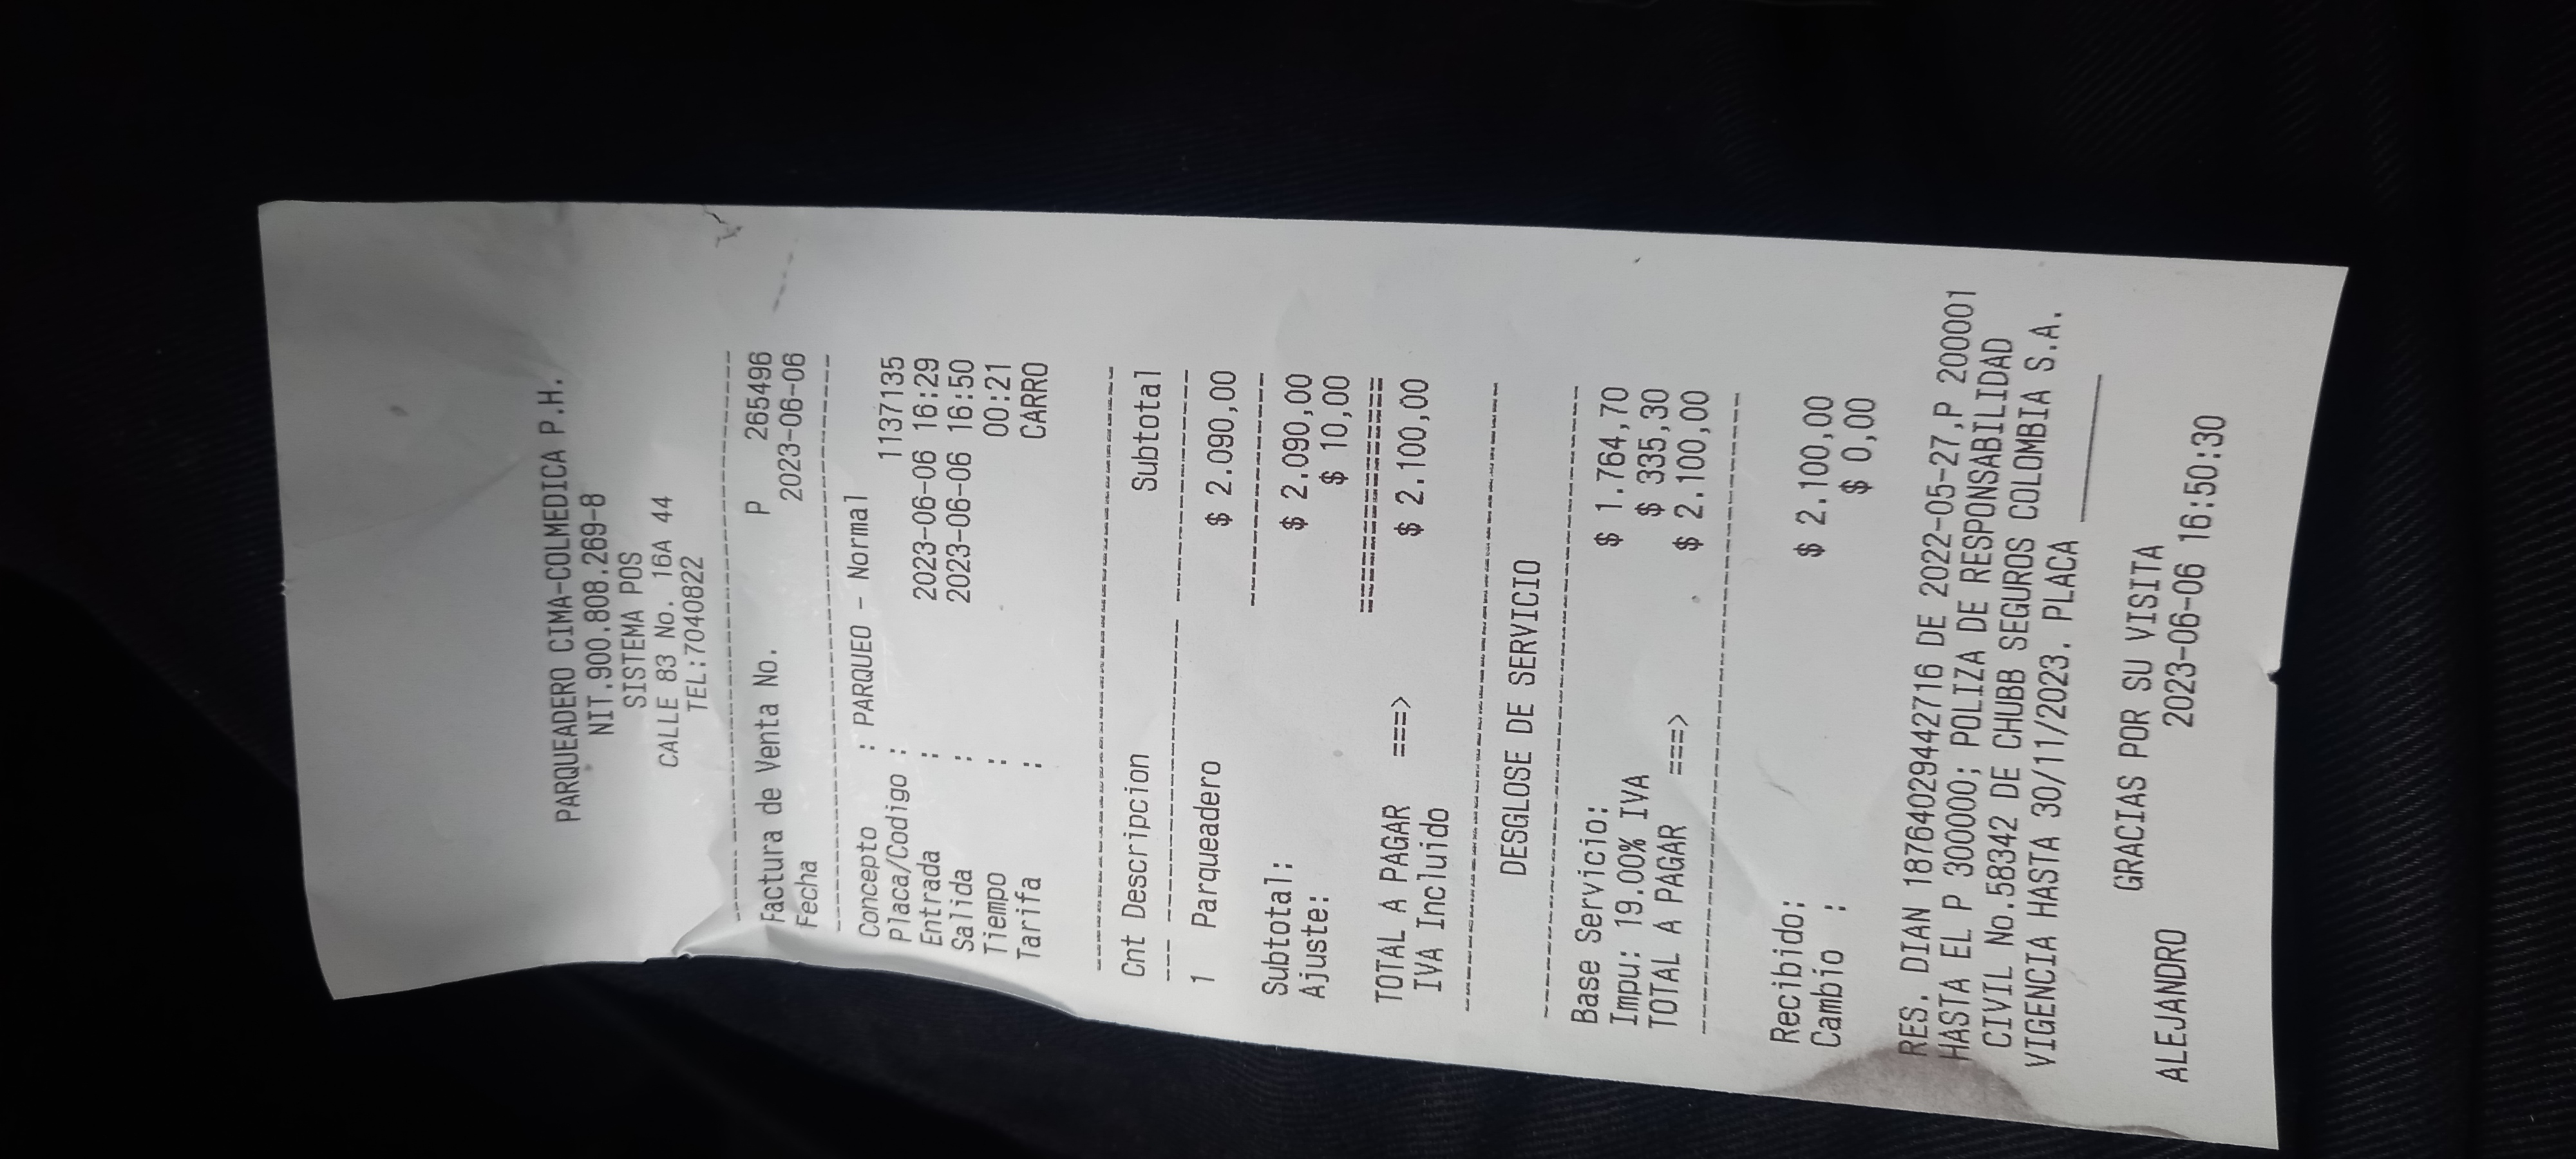 PARQUEADERO CIMA-COLMEDICA P.H.
NIT.900.808.269-8
SISTEMA POS
CALLE 83 No. 16A 44
TEL:7040822
Factura de Venta No. P 265496
Fecha 2023-06-06
Concepto : PARQUEO - Normal
Placa/Codigo : 1137135
Entrada : 2023-06-06 16:29
Salida : 2023-06-06 16:50
Tiempo : 00:21
Tarifa : CARRO
Cnt Descripcion Subtotal
1 Parqueadero $ 2.090,00
Subtotal: $ 2.090,00
Ajuste: $ 10,00
TOTAL A PAGAR ===> $ 2.100,00
IVA Incluido
DESGLOSE DE SERVICIO
Base Servicio: $ 1.764,70
Impu: 19.00% IVA $ 335,30
TOTAL A PAGAR ===> $ 2.100,00
Recibido: $ 2.100,00
Cambio : $ 0,00
RES. DIAN 18764029442716 DE 2022-05-27,P 200001
HASTA EL P 300000; POLIZA DE RESPONSABILIDAD
CIVIL No.58342 DE CHUBB SEGUROS COLOMBIA S.A.
VIGENCIA HASTA 30/11/2023. PLACA ________
GRACIAS POR SU VISITA
ALEJANDRO 2023-06-06 16:50:30